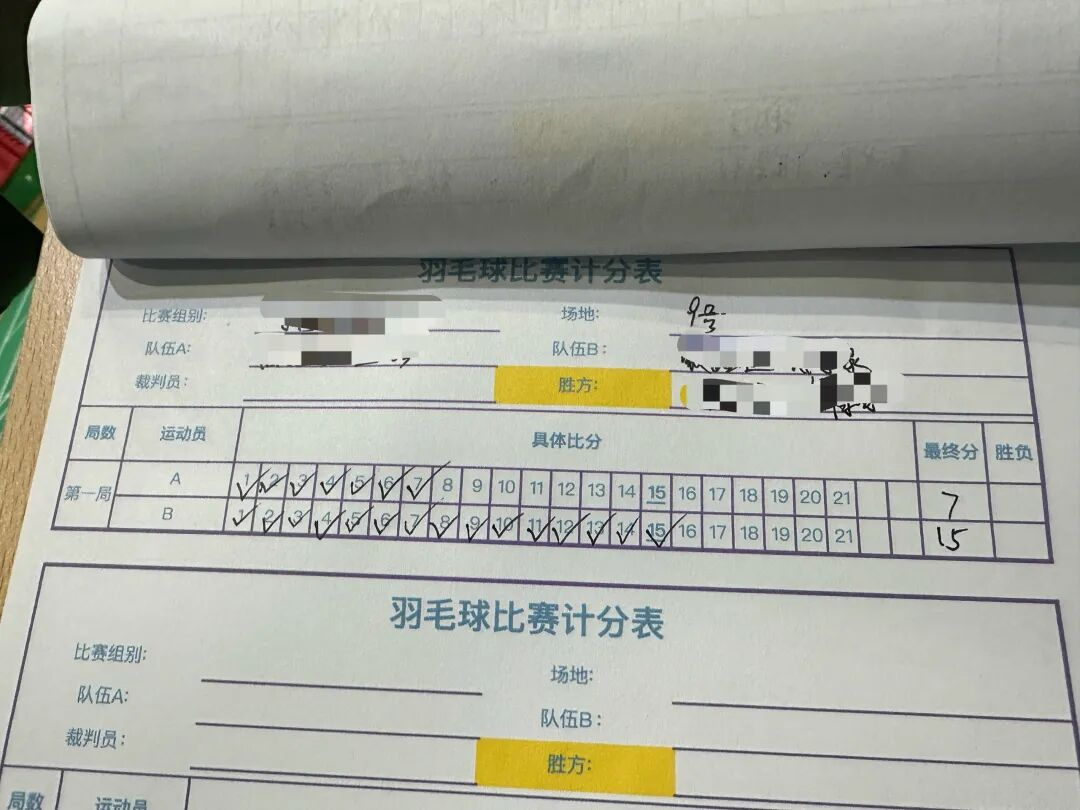 羽毛球比赛计分表
比赛组别: 场地: 9号
队伍A: 队伍B:
裁判员: 胜方:
局数 运动员 具体比分 最终分 胜负
第一局 A 1 2 3 4 5 6 7 8 9 10 11 12 13 14 15 16 17 18 19 20 21 7
B 1 2 3 4 5 6 7 8 9 10 11 12 13 14 15 16 17 18 19 20 21 15
羽毛球比赛计分表
比赛组别: 场地:
队伍A: 队伍B:
裁判员: 胜方:
局数 运动员